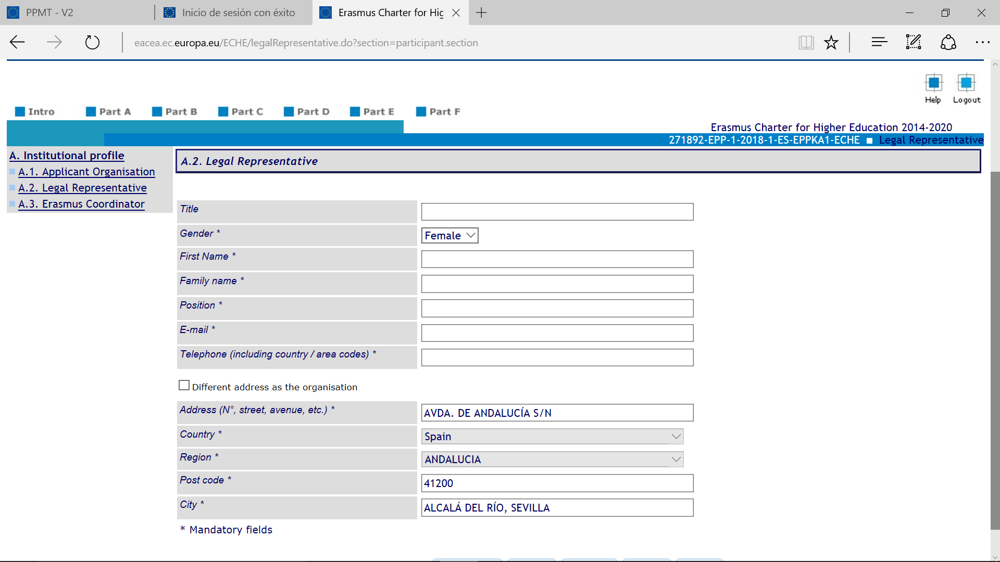 PPMT - V2
Inicio de sesión con éxito
Erasmus Charter for Hig
eacea.ec.europa.eu/ECHE/legalRepresentative.do?section=participant.section
Help
Logout
Intro
Part A
Part B
Part C
Part D
Part E
Part F
Erasmus Charter for Higher Education 2014-2020
271892-EPP-1-2018-1-ES-EPPKA1-ECHE
Legal Representative
A. Institutional profile
A.1. Applicant Organisation
A.2. Legal Representative
A.3. Erasmus Coordinator
A.2. Legal Representative
Title
Gender *
Female
First Name *
Family name *
Position *
E-mail *
Telephone (including country / area codes) *
Different address as the organisation
Address (N°, street, avenue, etc.) *
AVDA. DE ANDALUCÍA S/N
Country *
Spain
Region *
ANDALUCIA
Post code *
41200
City *
ALCALÁ DEL RÍO, SEVILLA
* Mandatory fields